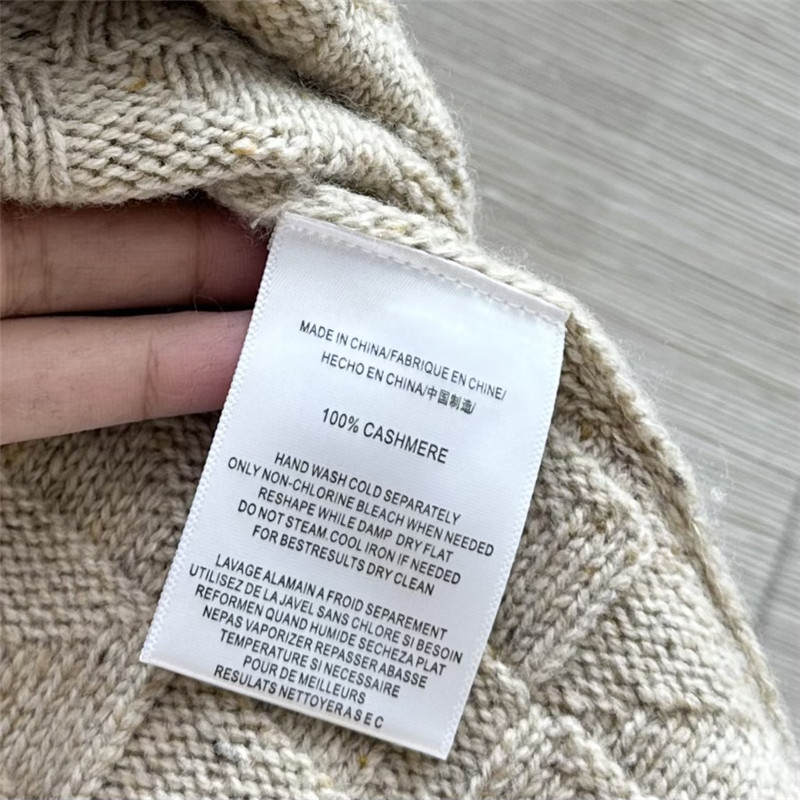 MADE IN CHINA/FABRIQUE EN CHINE/
HECHO EN CHINA/中国制造/
100% CASHMERE
HAND WASH COLD SEPARATELY
ONLY NON-CHLORINE BLEACH WHEN NEEDED
RESHAPE WHILE DAMP DRY FLAT
DO NOT STEAM.COOL IRON IF NEEDED
FOR BESTRESULTS DRY CLEAN
LAVAGE ALAMAIN A FROID SEPAREMENT
UTILISEZ DE LA JAVEL SANS CHLORE SI BESOIN
REFORMEN QUAND HUMIDE SECHEZA PLAT
NEPAS VAPORIZER REPASSER ABASSE
TEMPERATURE SI NECESSAIRE
POUR DE MEILLEURS
RESULATS NETTOYERA S E C